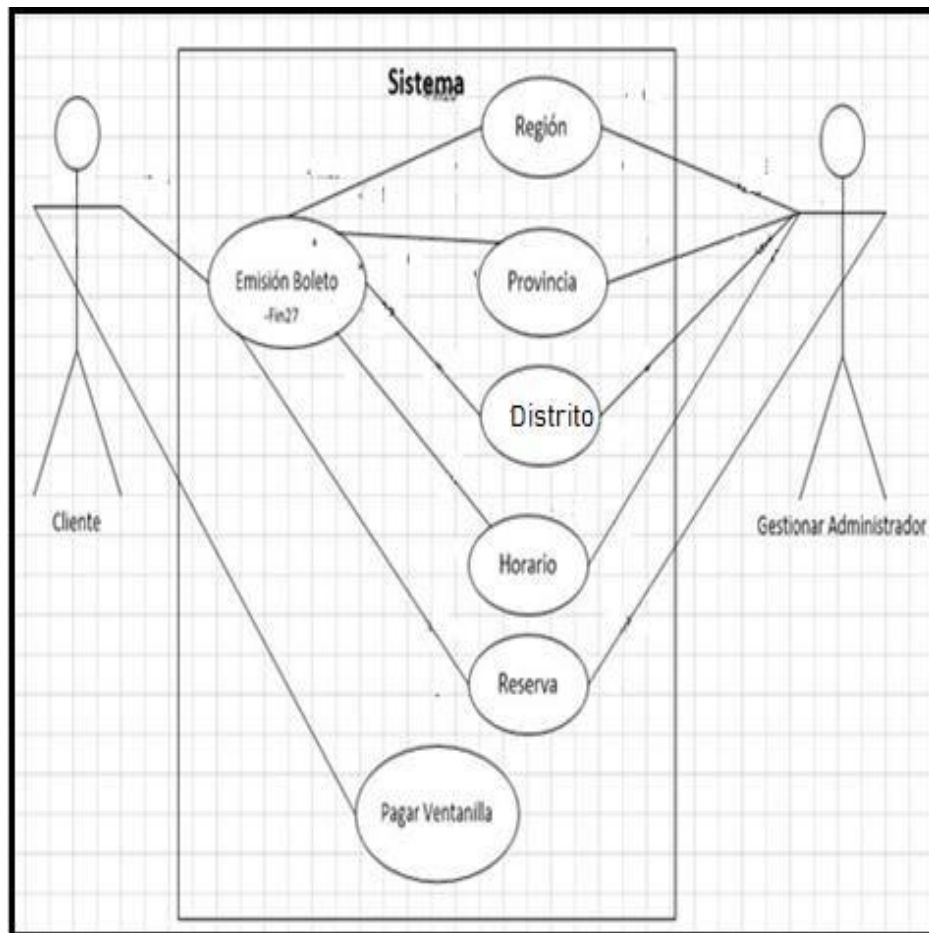 Sistema
Región
Emisión Boleto
-Fin27
Provincia
Distrito
Cliente
Gestionar Administrador
Horario
Reserva
Pagar Ventanilla